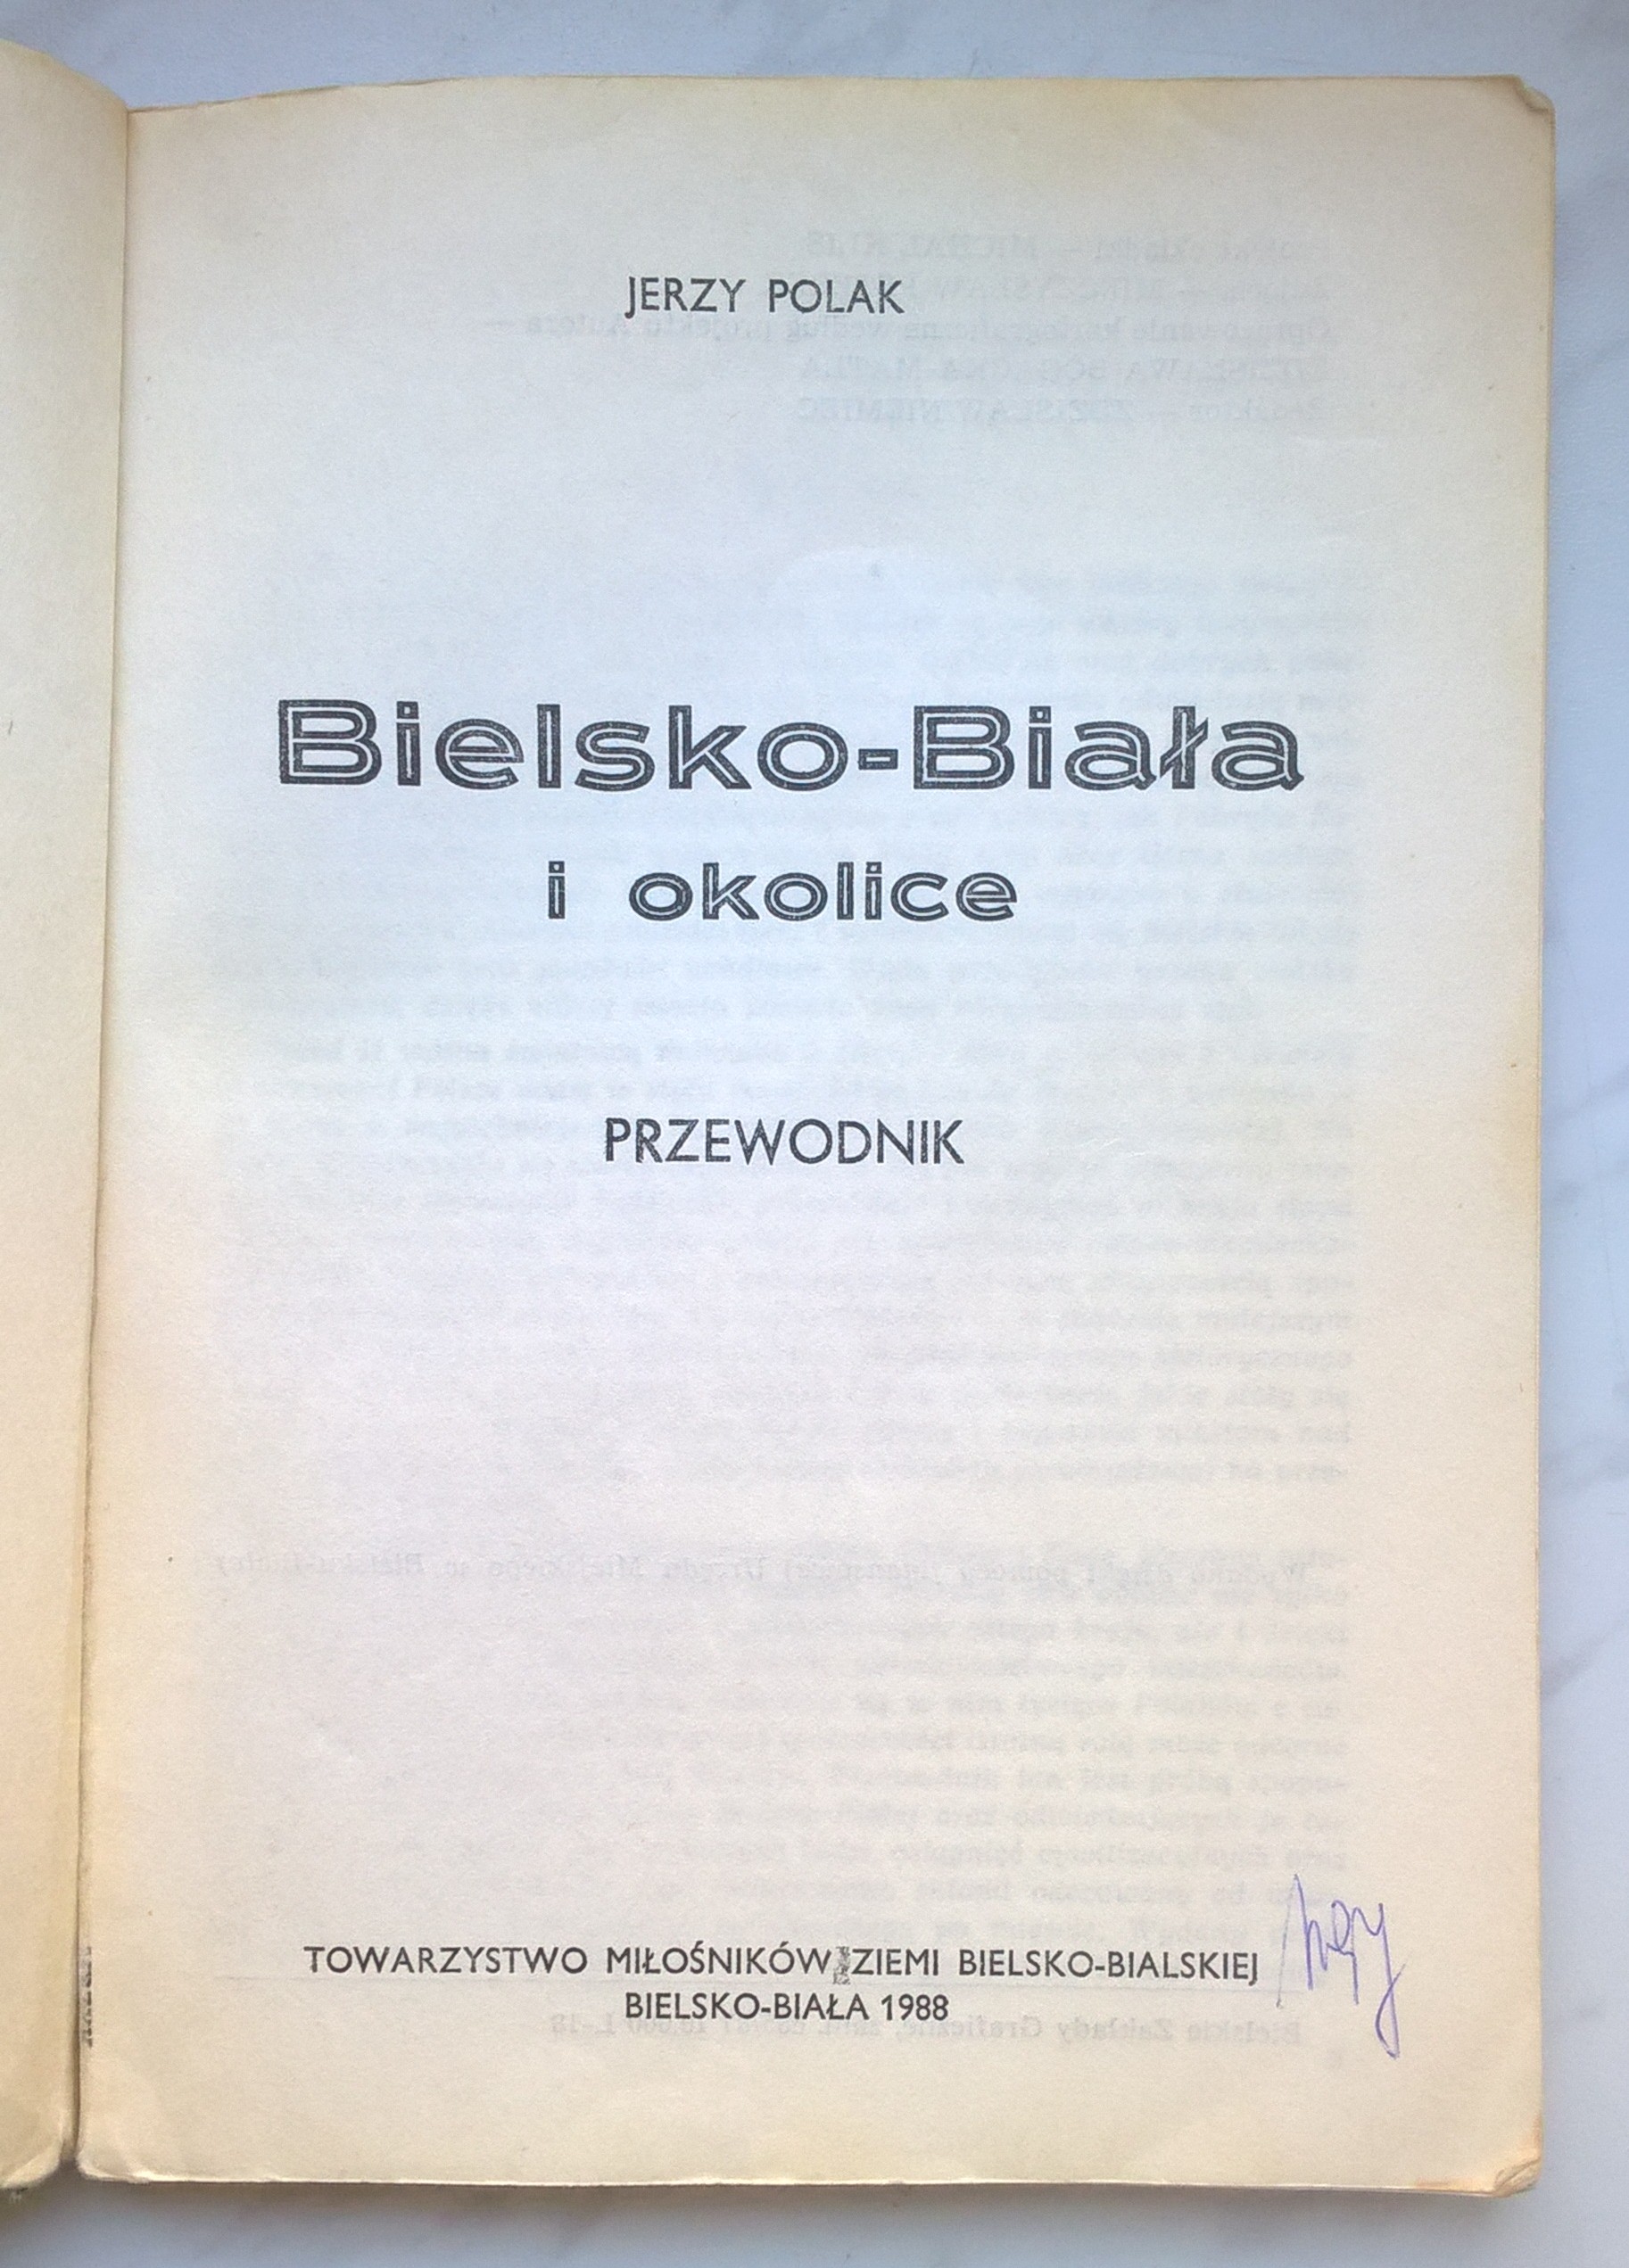 JERZY POLAK
Bielsko-Biała
i okolice
PRZEWODNIK
TOWARZYSTWO MIŁOŚNIKÓW ZIEMI BIELSKO-BIALSKIEJ
BIELSKO-BIAŁA 1988